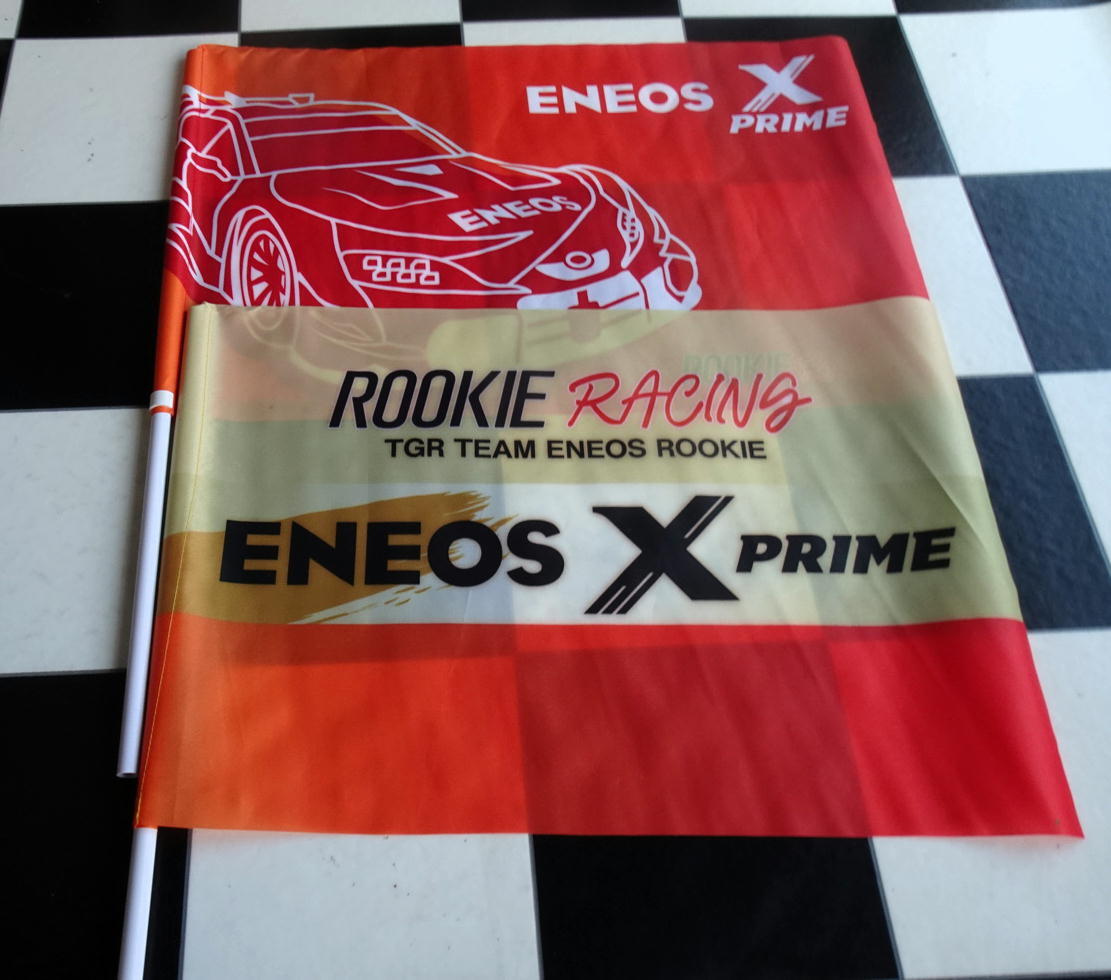 ENEOS X PRIME
ENEOS
ROOKIE RACING
TGR TEAM ENEOS ROOKIE
ENEOS X PRIME